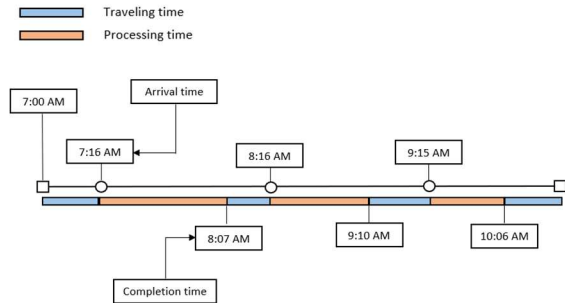 Traveling time
Processing time
Arrival time
7:00 AM
7:16 AM
8:16 AM
9:15 AM
8:07 AM
9:10 AM
10:06 AM
Completion time